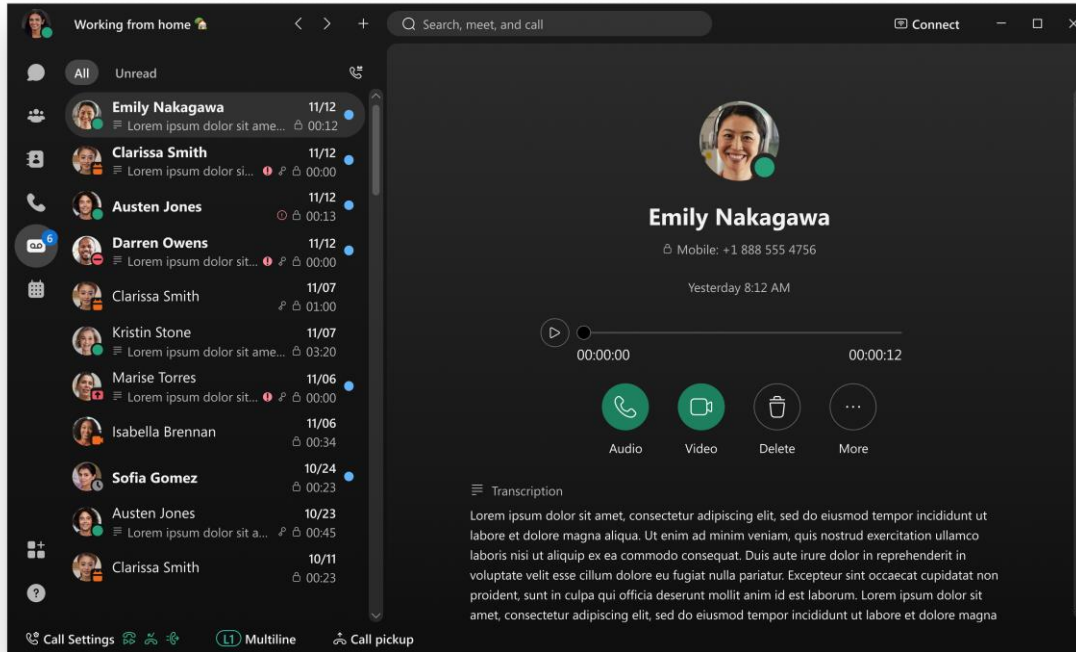 Working from home
Search, meet, and call
Connect
All
Unread
6
Emily Nakagawa 11/12
Lorem ipsum dolor sit ame... 00:12
Clarissa Smith 11/12
Lorem ipsum dolor si... 00:00
Austen Jones 11/12
00:13
Darren Owens 11/12
Lorem ipsum dolor sit... 00:00
Clarissa Smith 11/07
01:00
Kristin Stone 11/07
Lorem ipsum dolor sit ame... 03:20
Marise Torres 11/06
Lorem ipsum dolor sit... 00:00
Isabella Brennan 11/06
00:34
Sofia Gomez 10/24
00:23
Austen Jones 10/23
Lorem ipsum dolor sit a... 00:45
Clarissa Smith 10/11
00:23
Call Settings
L1 Multiline
Call pickup
Emily Nakagawa
Mobile: +1 888 555 4756
Yesterday 8:12 AM
00:00:00 00:00:12
Audio Video Delete More
Transcription
Lorem ipsum dolor sit amet, consectetur adipiscing elit, sed do eiusmod tempor incididunt ut
labore et dolore magna aliqua. Ut enim ad minim veniam, quis nostrud exercitation ullamco
laboris nisi ut aliquip ex ea commodo consequat. Duis aute irure dolor in reprehenderit in
voluptate velit esse cillum dolore eu fugiat nulla pariatur. Excepteur sint occaecat cupidatat non
proident, sunt in culpa qui officia deserunt mollit anim id est laborum. Lorem ipsum dolor sit
amet, consectetur adipiscing elit, sed do eiusmod tempor incididunt ut labore et dolore magna